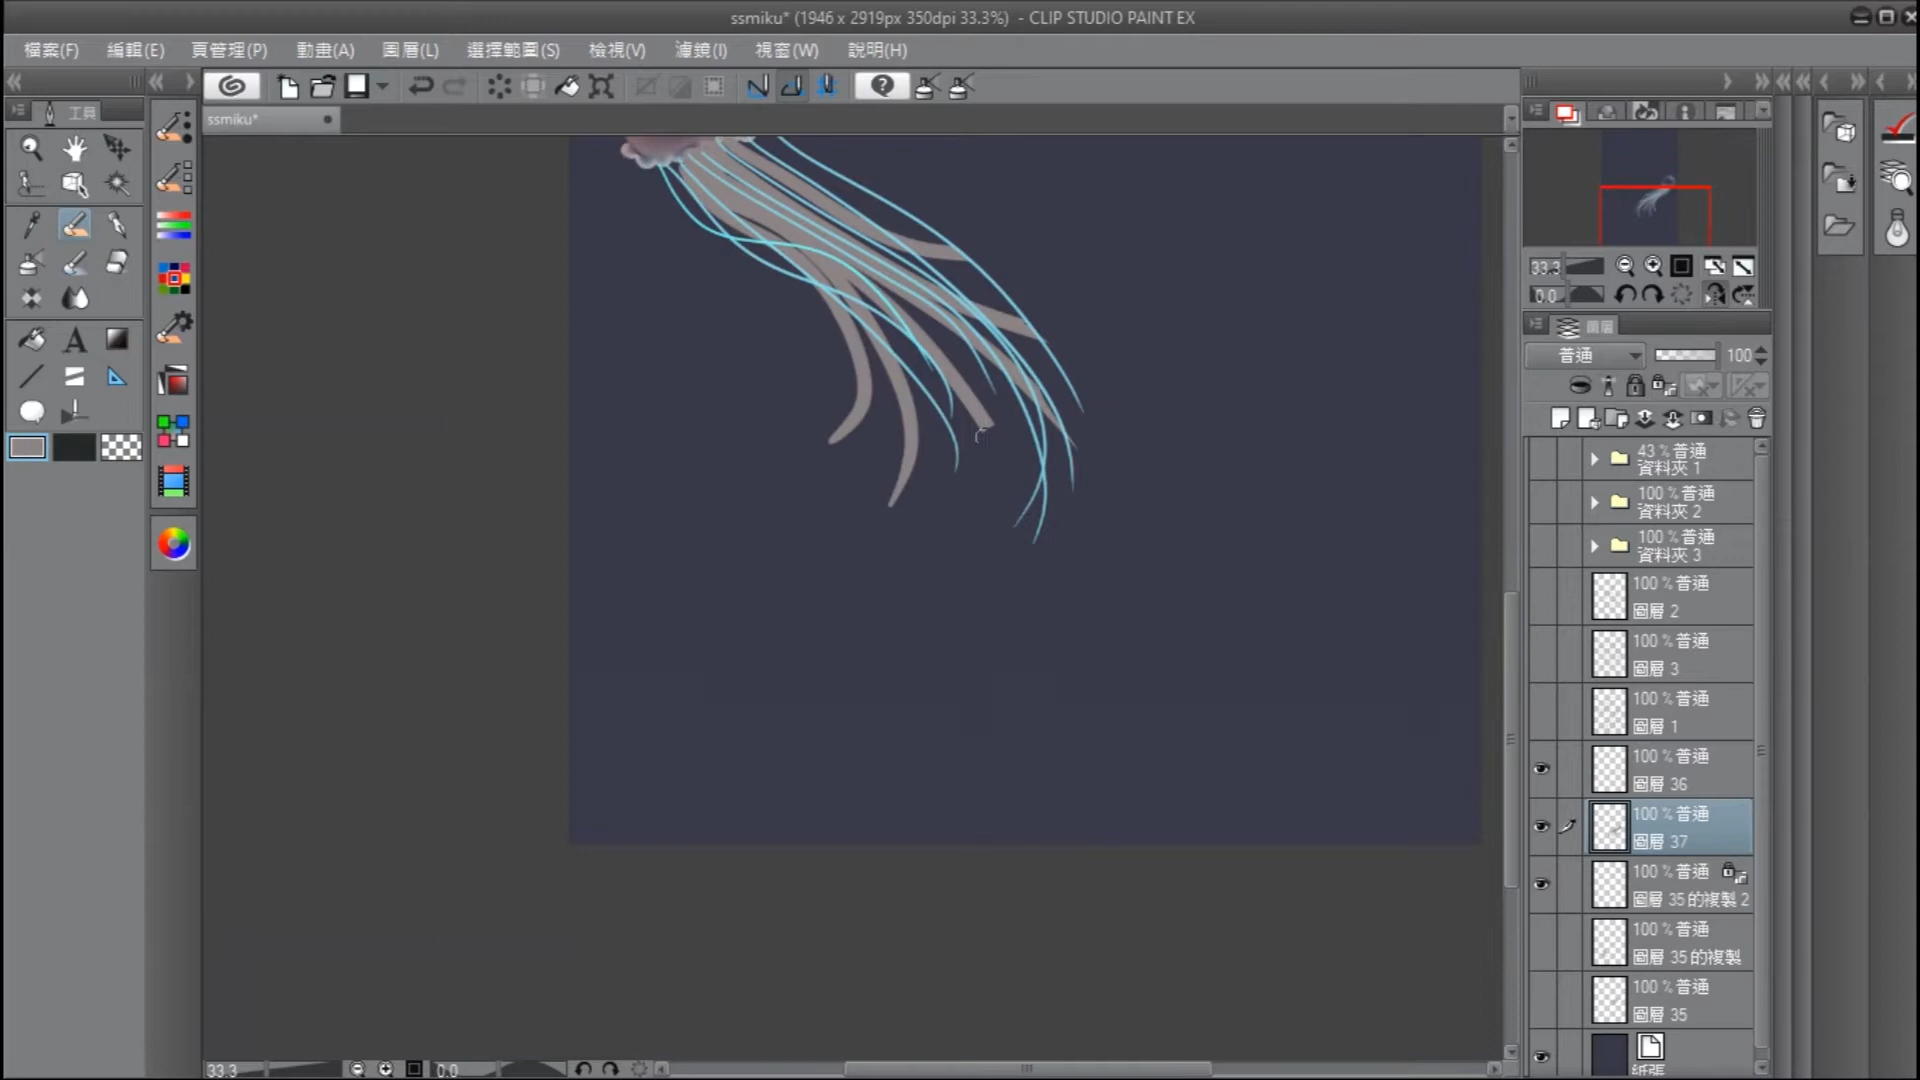 ssmiku* (1946 x 2919px 350dpi 33.3%) - CLIP STUDIO PAINT EX
檔案(F) 編輯(E) 頁管理(P) 動畫(A) 圖層(L) 選擇範圍(S) 檢視(V) 濾鏡(I) 視窗(W) 說明(H)
工具
ssmiku*
33.3
0.0
圖層
普通 100
43 %普通
資料夾 1
100 %普通
資料夾 2
100 %普通
資料夾 3
100 %普通
圖層 2
100 %普通
圖層 3
100 %普通
圖層 1
100 %普通
圖層 36
100 %普通
圖層 37
100 %普通
圖層 35 的複製 2
100 %普通
圖層 35 的複製
100 %普通
圖層 35
紙張
33.3 0.0